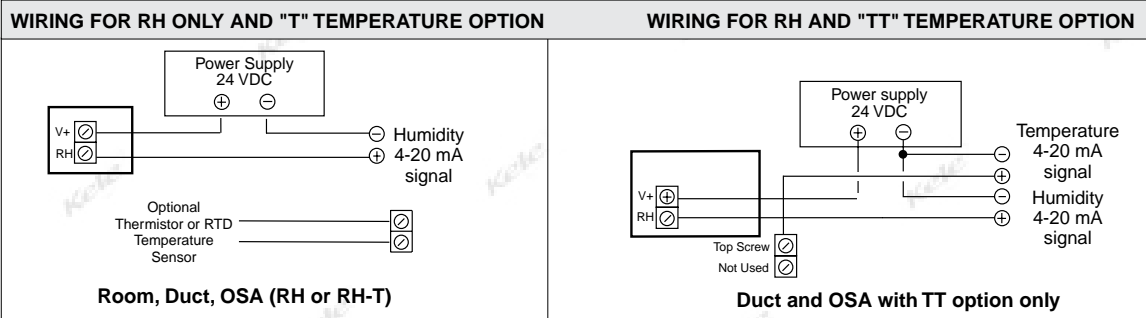 WIRING FOR RH ONLY AND "T" TEMPERATURE OPTION
Power Supply
24 VDC
+ −
V+
RH
− Humidity
+ 4-20 mA
signal
Optional
Thermistor or RTD
Temperature
Sensor
Room, Duct, OSA (RH or RH-T)
WIRING FOR RH AND "TT" TEMPERATURE OPTION
Power supply
24 VDC
+ −
Temperature
− 4-20 mA
+ signal
V+ +
RH
− Humidity
+ 4-20 mA
signal
Top Screw
Not Used
Duct and OSA with TT option only
Kele
Kele
Kele